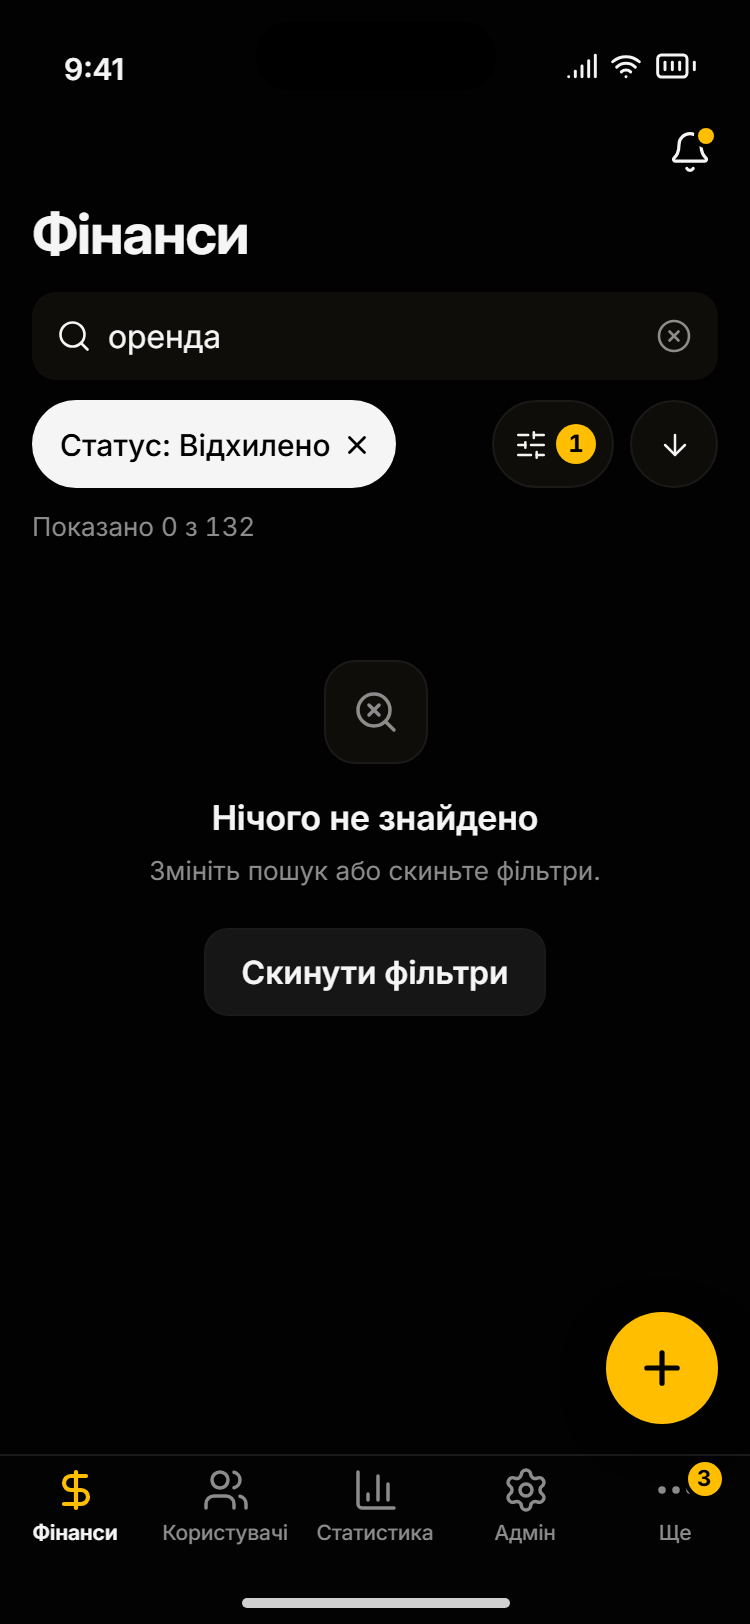 9:41
Фінанси
оренда
Статус: Відхилено
1
Показано 0 з 132
Нічого не знайдено
Змініть пошук або скиньте фільтри.
Скинути фільтри
3
Фінанси
Користувачі
Статистика
Адмін
Ще